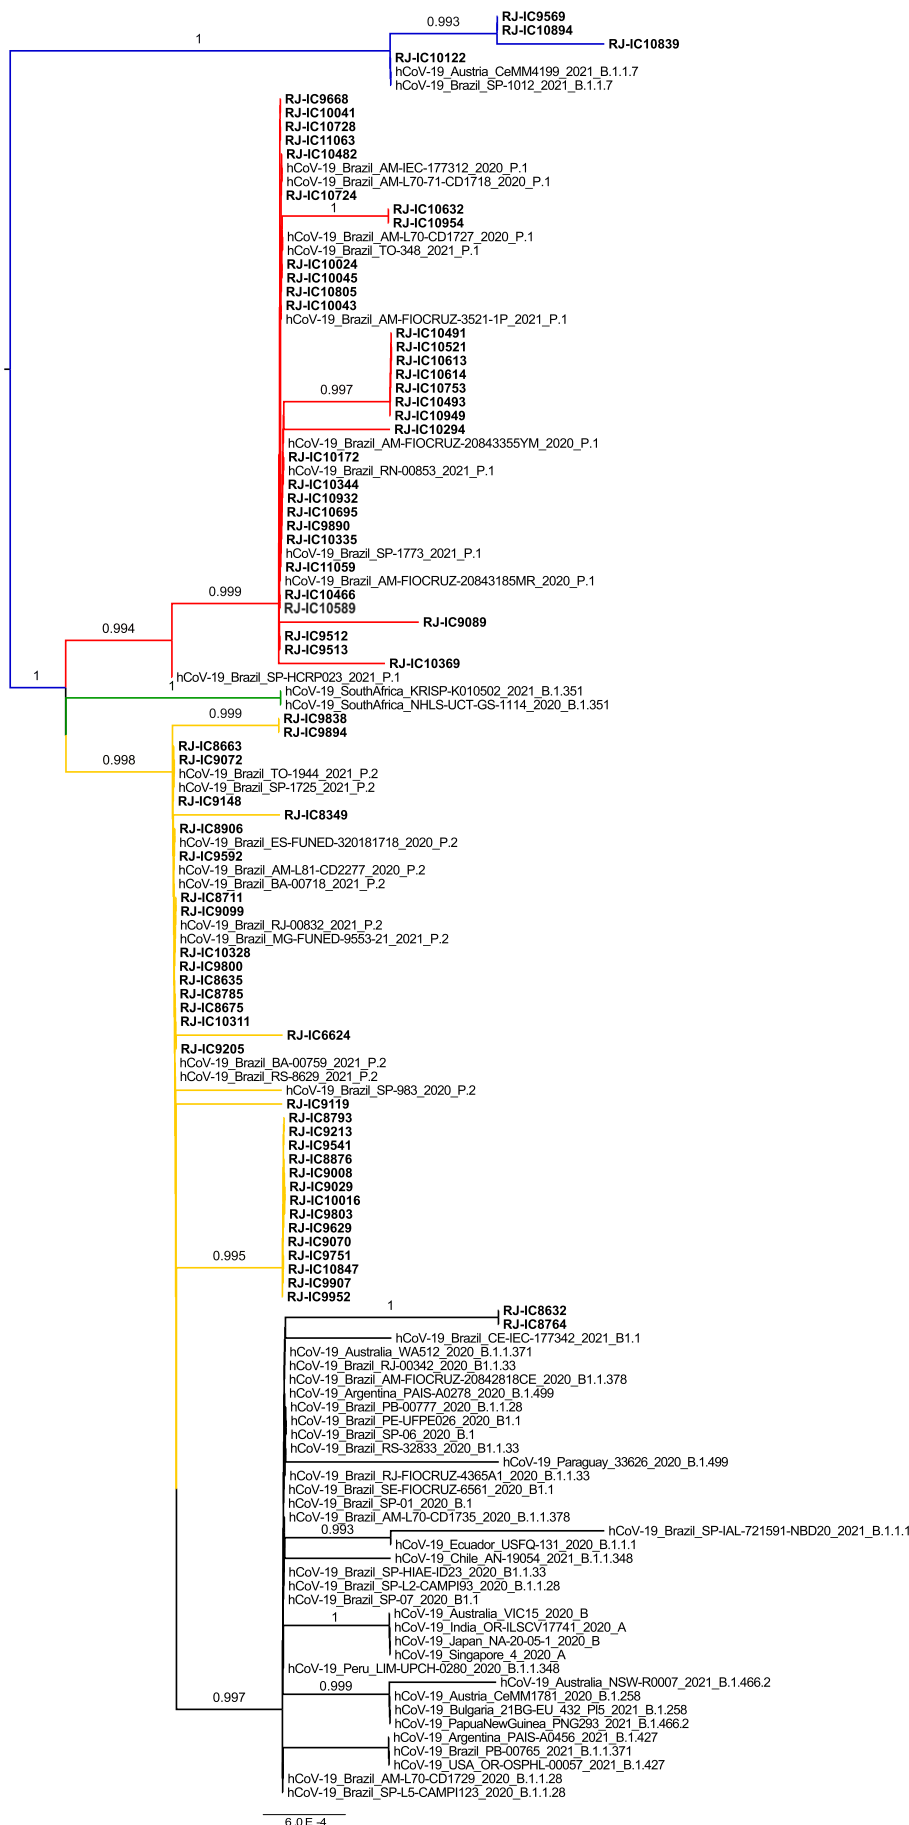 RJ-IC9569
0.993
RJ-IC10894
1
RJ-IC10839
RJ-IC10122
hCoV-19_Austria_CeMM4199_2021_B.1.1.7
hCoV-19_Brazil_SP-1012_2021_B.1.1.7
RJ-IC9668
RJ-IC10041
RJ-IC10728
RJ-IC11063
RJ-IC10482
hCoV-19_Brazil_AM-IEC-177312_2020_P.1
hCoV-19_Brazil_AM-L70-71-CD1718_2020_P.1
RJ-IC10724
1
RJ-IC10632
RJ-IC10954
hCoV-19_Brazil_AM-L70-CD1727_2020_P.1
hCoV-19_Brazil_TO-348_2021_P.1
RJ-IC10024
RJ-IC10045
RJ-IC10805
RJ-IC10043
hCoV-19_Brazil_AM-FIOCRUZ-3521-1P_2021_P.1
RJ-IC10491
RJ-IC10521
RJ-IC10613
RJ-IC10614
0.997
RJ-IC10753
RJ-IC10493
RJ-IC10949
RJ-IC10294
hCoV-19_Brazil_AM-FIOCRUZ-20843355YM_2020_P.1
RJ-IC10172
hCoV-19_Brazil_RN-00853_2021_P.1
RJ-IC10344
RJ-IC10932
RJ-IC10695
RJ-IC9890
RJ-IC10335
hCoV-19_Brazil_SP-1773_2021_P.1
RJ-IC11059
hCoV-19_Brazil_AM-FIOCRUZ-20843185MR_2020_P.1
0.999
RJ-IC10466
RJ-IC10589
RJ-IC9089
0.994
RJ-IC9512
RJ-IC9513
RJ-IC10369
1
hCoV-19_Brazil_SP-HCRP023_2021_P.1
1
hCoV-19_SouthAfrica_KRISP-K010502_2021_B.1.351
hCoV-19_SouthAfrica_NHLS-UCT-GS-1114_2020_B.1.351
0.999
RJ-IC9838
RJ-IC9894
RJ-IC8663
0.998
RJ-IC9072
hCoV-19_Brazil_TO-1944_2021_P.2
hCoV-19_Brazil_SP-1725_2021_P.2
RJ-IC9148
RJ-IC8349
RJ-IC8906
hCoV-19_Brazil_ES-FUNED-320181718_2020_P.2
RJ-IC9592
hCoV-19_Brazil_AM-L81-CD2277_2020_P.2
hCoV-19_Brazil_BA-00718_2021_P.2
RJ-IC8711
RJ-IC9099
hCoV-19_Brazil_RJ-00832_2021_P.2
hCoV-19_Brazil_MG-FUNED-9553-21_2021_P.2
RJ-IC10328
RJ-IC9800
RJ-IC8635
RJ-IC8785
RJ-IC8675
RJ-IC10311
RJ-IC6624
RJ-IC9205
hCoV-19_Brazil_BA-00759_2021_P.2
hCoV-19_Brazil_RS-8629_2021_P.2
hCoV-19_Brazil_SP-983_2020_P.2
RJ-IC9119
RJ-IC8793
RJ-IC9213
RJ-IC9541
RJ-IC8876
RJ-IC9008
RJ-IC9029
RJ-IC10016
RJ-IC9803
RJ-IC9629
RJ-IC9070
0.995
RJ-IC9751
RJ-IC10847
RJ-IC9907
RJ-IC9952
1
RJ-IC8632
RJ-IC8764
hCoV-19_Brazil_CE-IEC-177342_2021_B1.1
hCoV-19_Australia_WA512_2020_B.1.1.371
hCoV-19_Brazil_RJ-00342_2020_B1.1.33
hCoV-19_Brazil_AM-FIOCRUZ-20842818CE_2020_B1.1.378
hCoV-19_Argentina_PAIS-A0278_2020_B.1.499
hCoV-19_Brazil_PB-00777_2020_B.1.1.28
hCoV-19_Brazil_PE-UFPE026_2020_B1.1
hCoV-19_Brazil_SP-06_2020_B.1
hCoV-19_Brazil_RS-32833_2020_B1.1.33
hCoV-19_Paraguay_33626_2020_B.1.499
hCoV-19_Brazil_RJ-FIOCRUZ-4365A1_2020_B.1.1.33
hCoV-19_Brazil_SE-FIOCRUZ-6561_2020_B1.1
hCoV-19_Brazil_SP-01_2020_B.1
hCoV-19_Brazil_AM-L70-CD1735_2020_B.1.1.378
0.993
hCoV-19_Brazil_SP-IAL-721591-NBD20_2021_B.1.1.1
hCoV-19_Ecuador_USFQ-131_2020_B.1.1.1
hCoV-19_Chile_AN-19054_2021_B.1.1.348
hCoV-19_Brazil_SP-HIAE-ID23_2020_B1.1.33
hCoV-19_Brazil_SP-L2-CAMPI93_2020_B.1.1.28
hCoV-19_Brazil_SP-07_2020_B1.1
1
hCoV-19_Australia_VIC15_2020_B
hCoV-19_India_OR-ILSCV17741_2020_A
hCoV-19_Japan_NA-20-05-1_2020_B
hCoV-19_Singapore_4_2020_A
hCoV-19_Peru_LIM-UPCH-0280_2020_B.1.1.348
0.999
hCoV-19_Australia_NSW-R0007_2021_B.1.466.2
0.997
hCoV-19_Austria_CeMM1781_2020_B.1.258
hCoV-19_Bulgaria_21BG-EU_432_Pl5_2021_B.1.258
hCoV-19_PapuaNewGuinea_PNG293_2021_B.1.466.2
hCoV-19_Argentina_PAIS-A0456_2021_B.1.427
hCoV-19_Brazil_PB-00765_2021_B.1.1.371
hCoV-19_USA_OR-OSPHL-00057_2021_B.1.427
hCoV-19_Brazil_AM-L70-CD1729_2020_B.1.1.28
hCoV-19_Brazil_SP-L5-CAMPI123_2020_B.1.1.28
6.0E-4